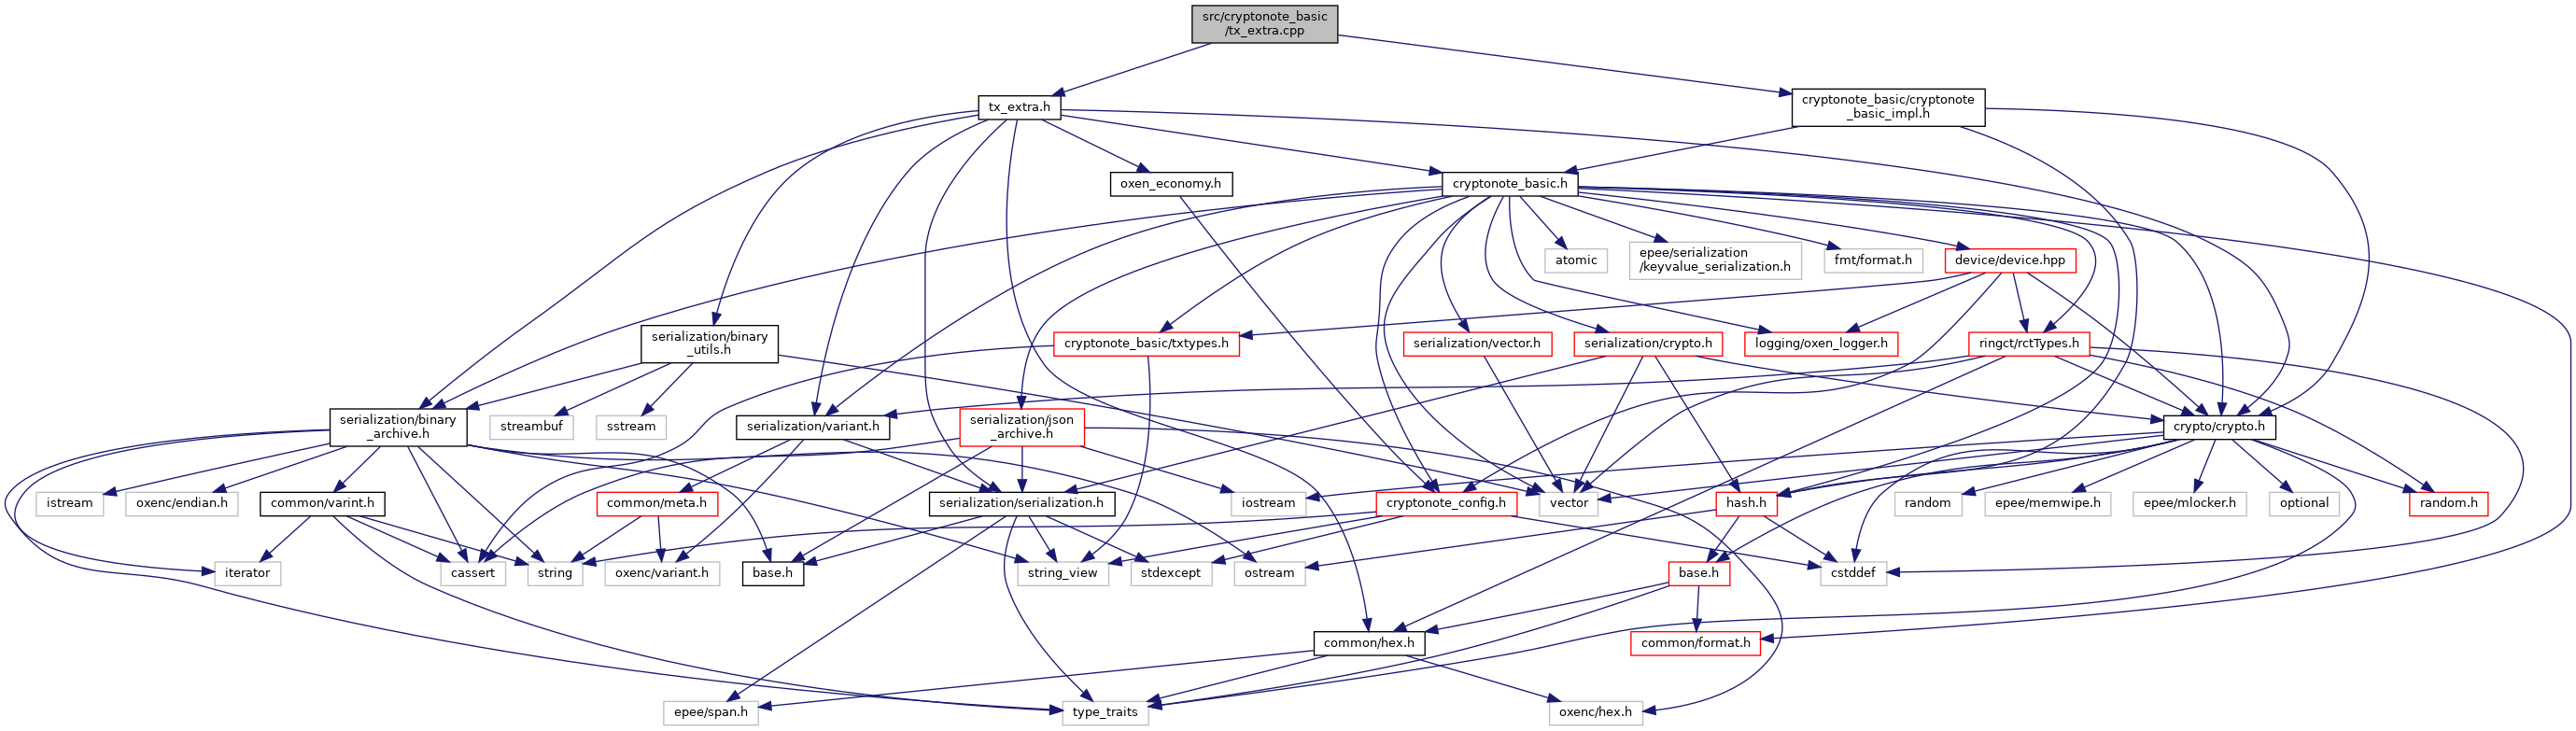 src/cryptonote_basic
/tx_extra.cpp
tx_extra.h
cryptonote_basic/cryptonote
_basic_impl.h
oxen_economy.h
cryptonote_basic.h
atomic
epee/serialization
/keyvalue_serialization.h
fmt/format.h
device/device.hpp
serialization/binary
_utils.h
cryptonote_basic/txtypes.h
serialization/vector.h
serialization/crypto.h
logging/oxen_logger.h
ringct/rctTypes.h
serialization/binary
_archive.h
streambuf
sstream
serialization/variant.h
serialization/json
_archive.h
crypto/crypto.h
istream
oxenc/endian.h
common/varint.h
common/meta.h
serialization/serialization.h
iostream
cryptonote_config.h
vector
hash.h
random
epee/memwipe.h
epee/mlocker.h
optional
random.h
iterator
cassert
string
oxenc/variant.h
base.h
string_view
stdexcept
ostream
base.h
cstddef
common/hex.h
common/format.h
epee/span.h
type_traits
oxenc/hex.h